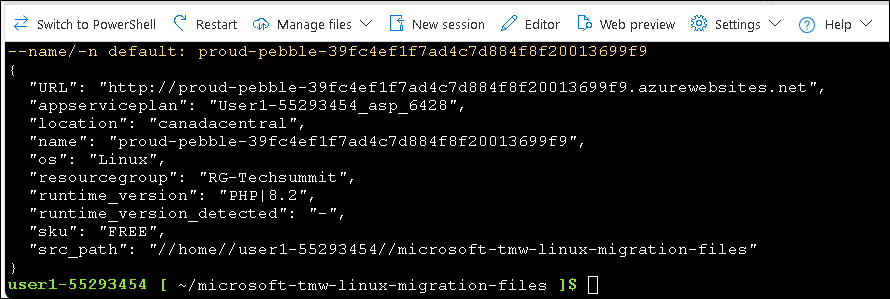 Switch to PowerShell Restart Manage files New session Editor Web preview Settings Help
--name/-n default: proud-pebble-39fc4ef1f7ad4c7d884f8f20013699f9
{
"URL": "http://proud-pebble-39fc4ef1f7ad4c7d884f8f20013699f9.azurewebsites.net",
"appserviceplan": "User1-55293454_asp_6428",
"location": "canadacentral",
"name": "proud-pebble-39fc4ef1f7ad4c7d884f8f20013699f9",
"os": "Linux",
"resourcegroup": "RG-Techsummit",
"runtime_version": "PHP|8.2",
"runtime_version_detected": "-",
"sku": "FREE",
"src_path": "//home//user1-55293454//microsoft-tmw-linux-migration-files"
}
user1-55293454 [ ~/microsoft-tmw-linux-migration-files ]$